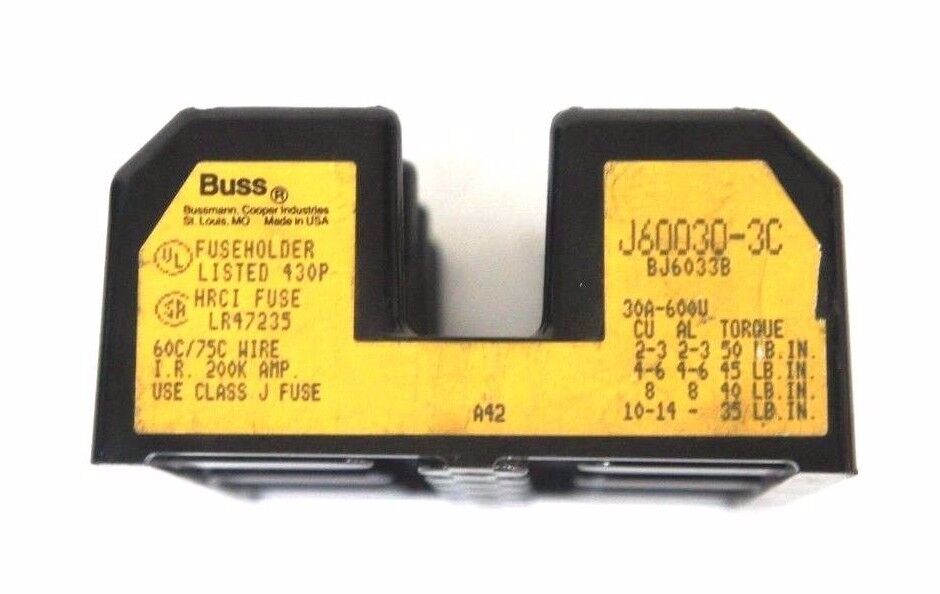 Buss®
Bussmann, Cooper Industries
St. Louis, MO Made in USA
UL FUSEHOLDER
LISTED 430P
SA HRCI FUSE
LR47235
60C/75C WIRE
I.R. 200K AMP.
USE CLASS J FUSE
A42
J60030-3C
BJ6033B
30A-600V
CU AL TORQUE
2-3 2-3 50 LB.IN.
4-6 4-6 45 LB.IN.
8 8 40 LB.IN.
10-14 - 35 LB.IN.